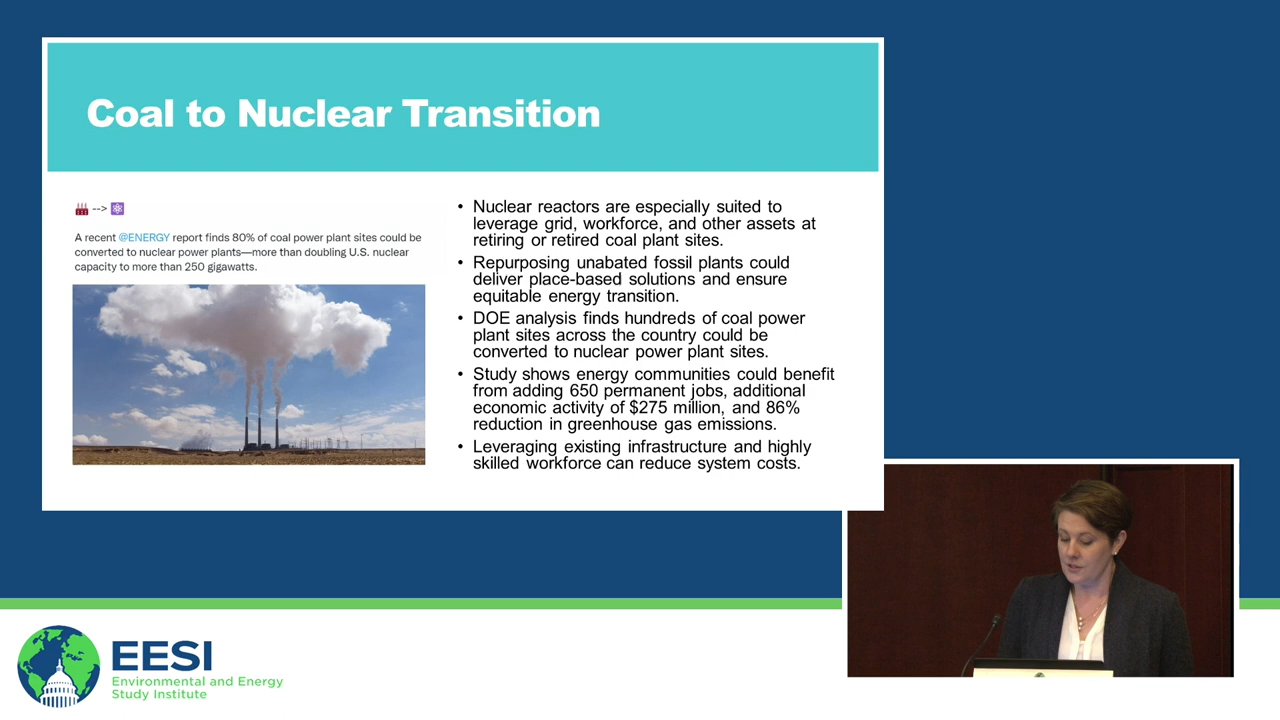 Coal to Nuclear Transition
-->
A recent @ENERGY report finds 80% of coal power plant sites could be
converted to nuclear power plants—more than doubling U.S. nuclear
capacity to more than 250 gigawatts.
• Nuclear reactors are especially suited to
leverage grid, workforce, and other assets at
retiring or retired coal plant sites.
• Repurposing unabated fossil plants could
deliver place-based solutions and ensure
equitable energy transition.
• DOE analysis finds hundreds of coal power
plant sites across the country could be
converted to nuclear power plant sites.
• Study shows energy communities could benefit
from adding 650 permanent jobs, additional
economic activity of $275 million, and 86%
reduction in greenhouse gas emissions.
• Leveraging existing infrastructure and highly
skilled workforce can reduce system costs.
EESI
Environmental and Energy
Study Institute